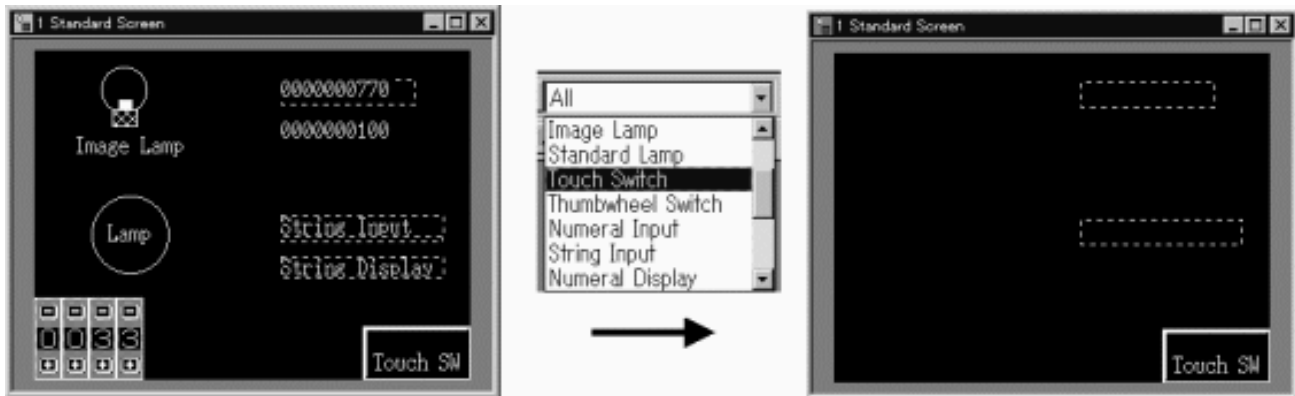 1 Standard Screen
0000000770
0000000100
Image Lamp
Lamp
String Input
String Display
0033
Touch SW
All
Image Lamp
Standard Lamp
Touch Switch
Thumbwheel Switch
Numeral Input
String Input
Numeral Display
1 Standard Screen
Touch SW